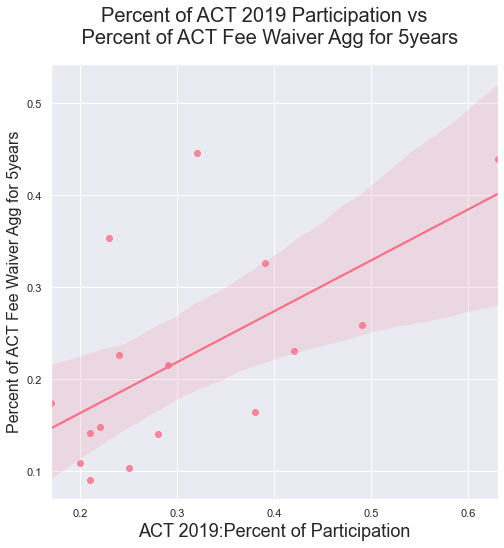 Percent of ACT 2019 Participation vs
Percent of ACT Fee Waiver Agg for 5years
Percent of ACT Fee Waiver Agg for 5years
0.5
0.4
0.3
0.2
0.1
0.2 0.3 0.4 0.5 0.6
ACT 2019:Percent of Participation